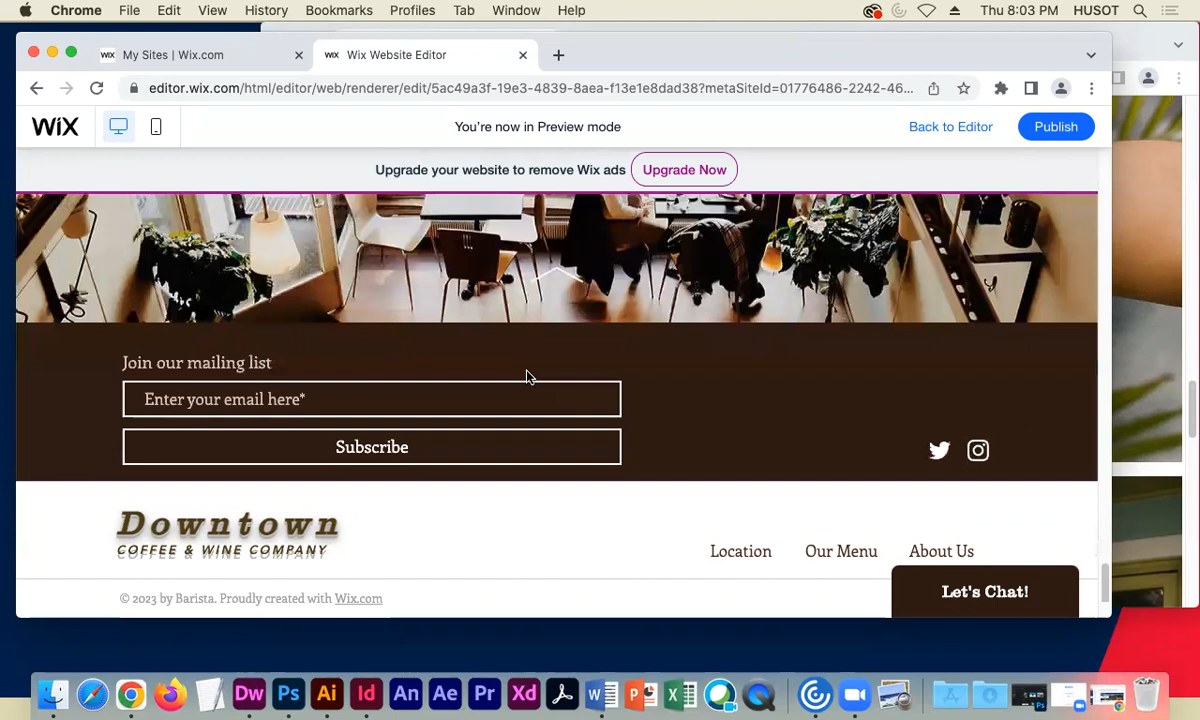 Chrome File Edit View History Bookmarks Profiles Tab Window Help Thu 8:03 PM HUSOT
WiX My Sites | Wix.com WiX Wix Website Editor
editor.wix.com/html/editor/web/renderer/edit/5ac49a3f-19e3-4839-8aea-f13e1e8dad38?metaSiteId=01776486-2242-46...
WiX You're now in Preview mode Back to Editor Publish
Upgrade your website to remove Wix ads Upgrade Now
Join our mailing list
Enter your email here*
Subscribe
Downtown
COFFEE & WINE COMPANY
Location Our Menu About Us
Let's Chat!
© 2023 by Barista. Proudly created with Wix.com
Dw Ps Ai Id An Ae Pr Xd W P X